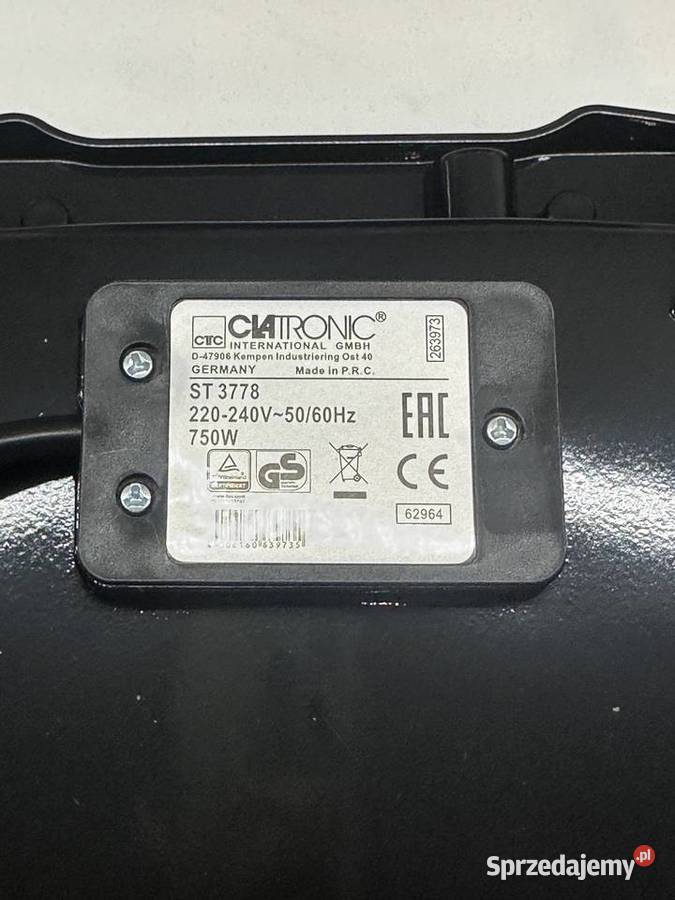 CTC CLATRONIC®
INTERNATIONAL GMBH
D-47906 Kempen Industriering Ost 40
GERMANY Made in P.R.C.
263973
ST 3778
220-240V~50/60Hz
750W
EAC
GS
CE
62964
Sprzedajemy.pl